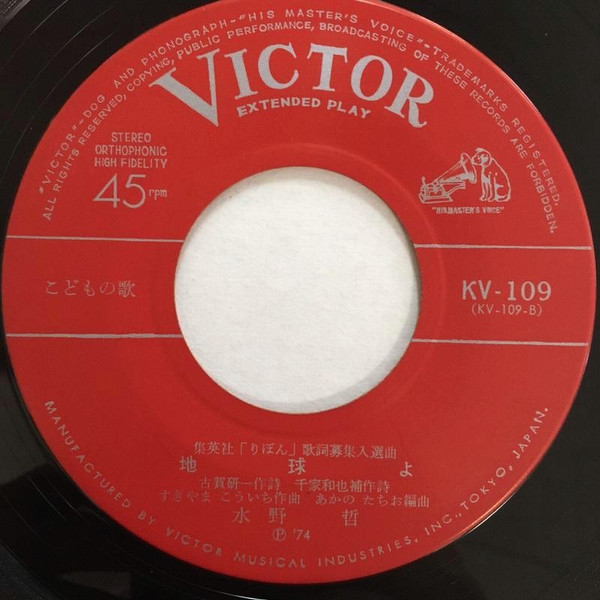 "VICTOR"-DOG AND PHONOGRAPH-"HIS MASTER'S VOICE"-TRADEMARKS REGISTERED.
ALL RIGHTS RESERVED, COPYING, PUBLIC PERFORMANCE, BROADCASTING OF THESE RECORDS ARE FORBIDDEN.
VICTOR
EXTENDED PLAY
STEREO
ORTHOPHONIC
HIGH FIDELITY
45 rpm
"HIS MASTER'S VOICE"
こどもの歌
KV-109
(KV-109-B)
集英社「りぼん」歌詞募集入選曲
地球よ
古賀研一作詩 千家和也補作詩
すぎやま こういち作曲 あかの たちお編曲
水野 哲
Ⓟ '74
MANUFACTURED BY VICTOR MUSICAL INDUSTRIES, INC., TOKYO, JAPAN.